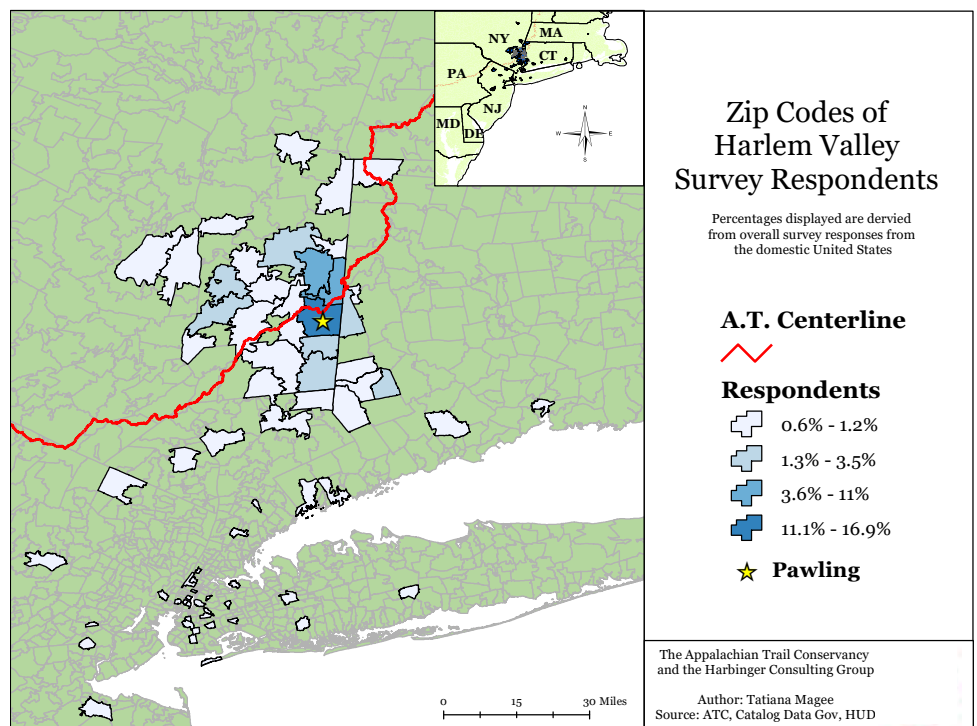 NY
MA
CT
PA
NJ
MD
DE
N
W
E
S
Zip Codes of
Harlem Valley
Survey Respondents
Percentages displayed are dervied
from overall survey responses from
the domestic United States
A.T. Centerline
Respondents
0.6% - 1.2%
1.3% - 3.5%
3.6% - 11%
11.1% - 16.9%
Pawling
0 15 30 Miles
The Appalachian Trail Conservancy
and the Harbinger Consulting Group
Author: Tatiana Magee
Source: ATC, Catalog Data Gov, HUD